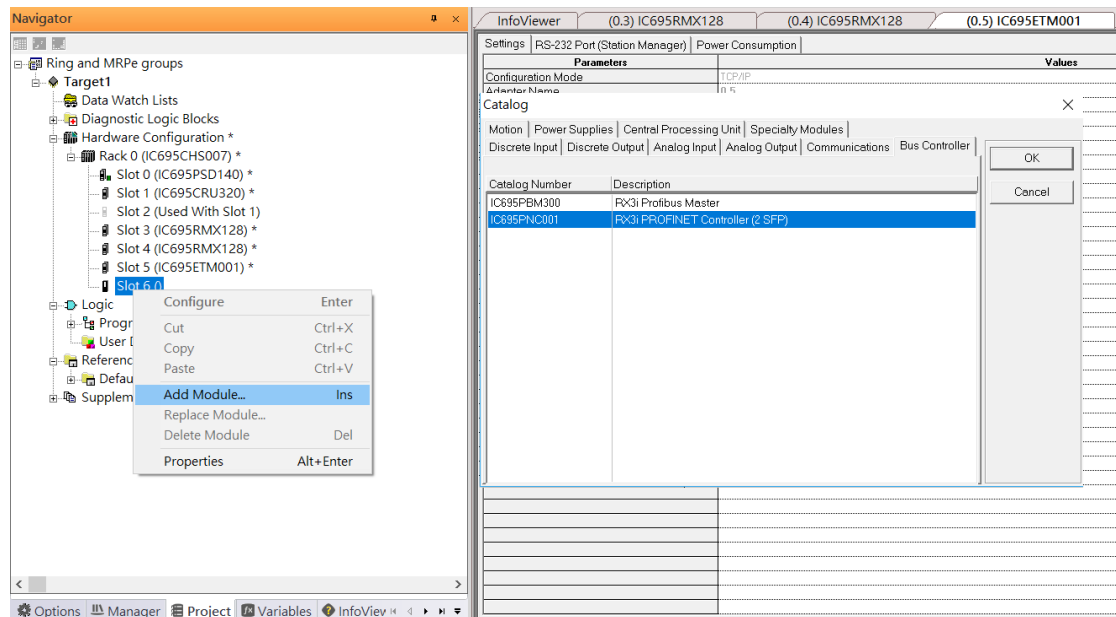 Navigator
Ring and MRPe groups
Target1
Data Watch Lists
Diagnostic Logic Blocks
Hardware Configuration *
Rack 0 (IC695CHS007) *
Slot 0 (IC695PSD140) *
Slot 1 (IC695CRU320) *
Slot 2 (Used With Slot 1)
Slot 3 (IC695RMX128) *
Slot 4 (IC695RMX128) *
Slot 5 (IC695ETM001) *
Slot 6 ()
Logic
Progr
User D
Referenc
Defau
Supplem
Configure Enter
Cut Ctrl+X
Copy Ctrl+C
Paste Ctrl+V
Add Module... Ins
Replace Module...
Delete Module Del
Properties Alt+Enter
Options Manager Project Variables InfoView
InfoViewer (0.3) IC695RMX128 (0.4) IC695RMX128 (0.5) IC695ETM001
Settings RS-232 Port (Station Manager) Power Consumption
Parameters Values
Configuration Mode TCP/IP
Adapter Name 0.5
Catalog
Motion Power Supplies Central Processing Unit Specialty Modules
Discrete Input Discrete Output Analog Input Analog Output Communications Bus Controller
Catalog Number Description
IC695PBM300 RX3i Profibus Master
IC695PNC001 RX3i PROFINET Controller (2 SFP)
OK
Cancel